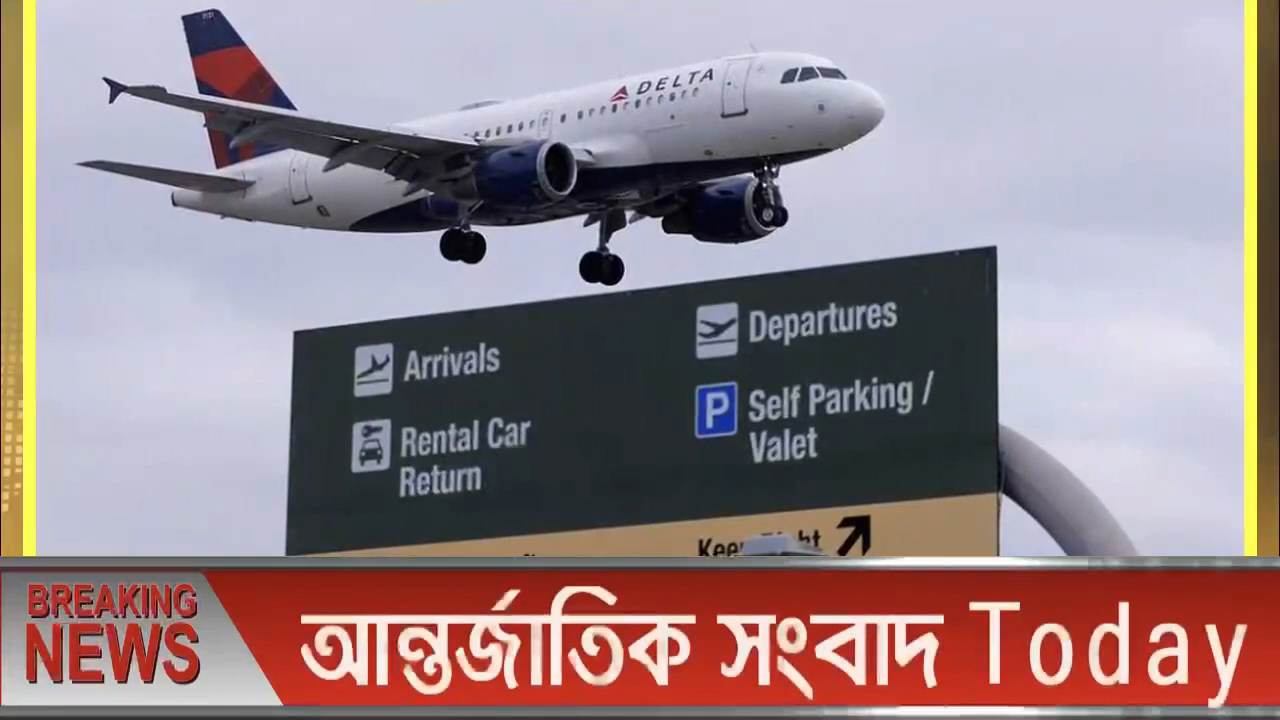 DELTA
Arrivals
Rental Car
Return
Departures
P
Self Parking /
Valet
BREAKING
NEWS
আন্তর্জাতিক সংবাদ Today